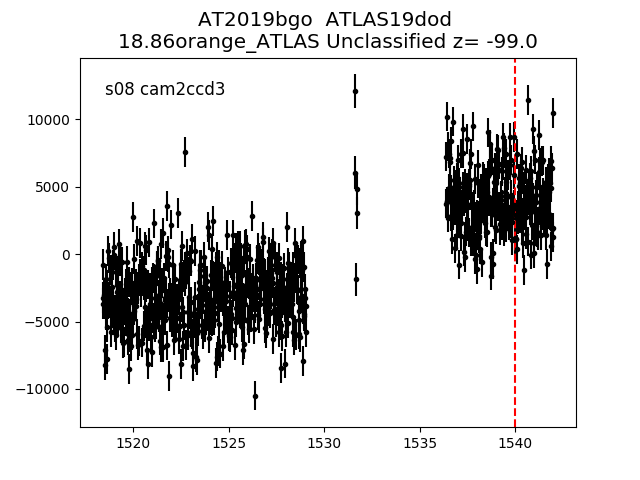 AT2019bgo  ATLAS19dod
18.86orange_ATLAS Unclassified z= -99.0
s08 cam2ccd3
10000
5000
0
−5000
−10000
1520 1525 1530 1535 1540